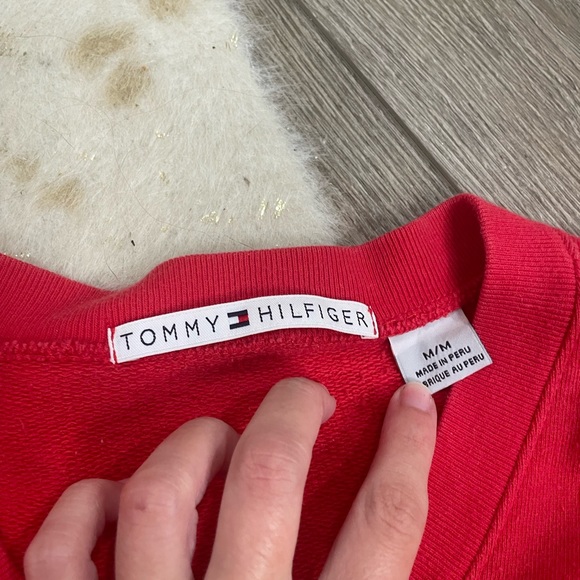 TOMMY HILFIGER
M/M
MADE IN PERU
BRIQUE AU PERU